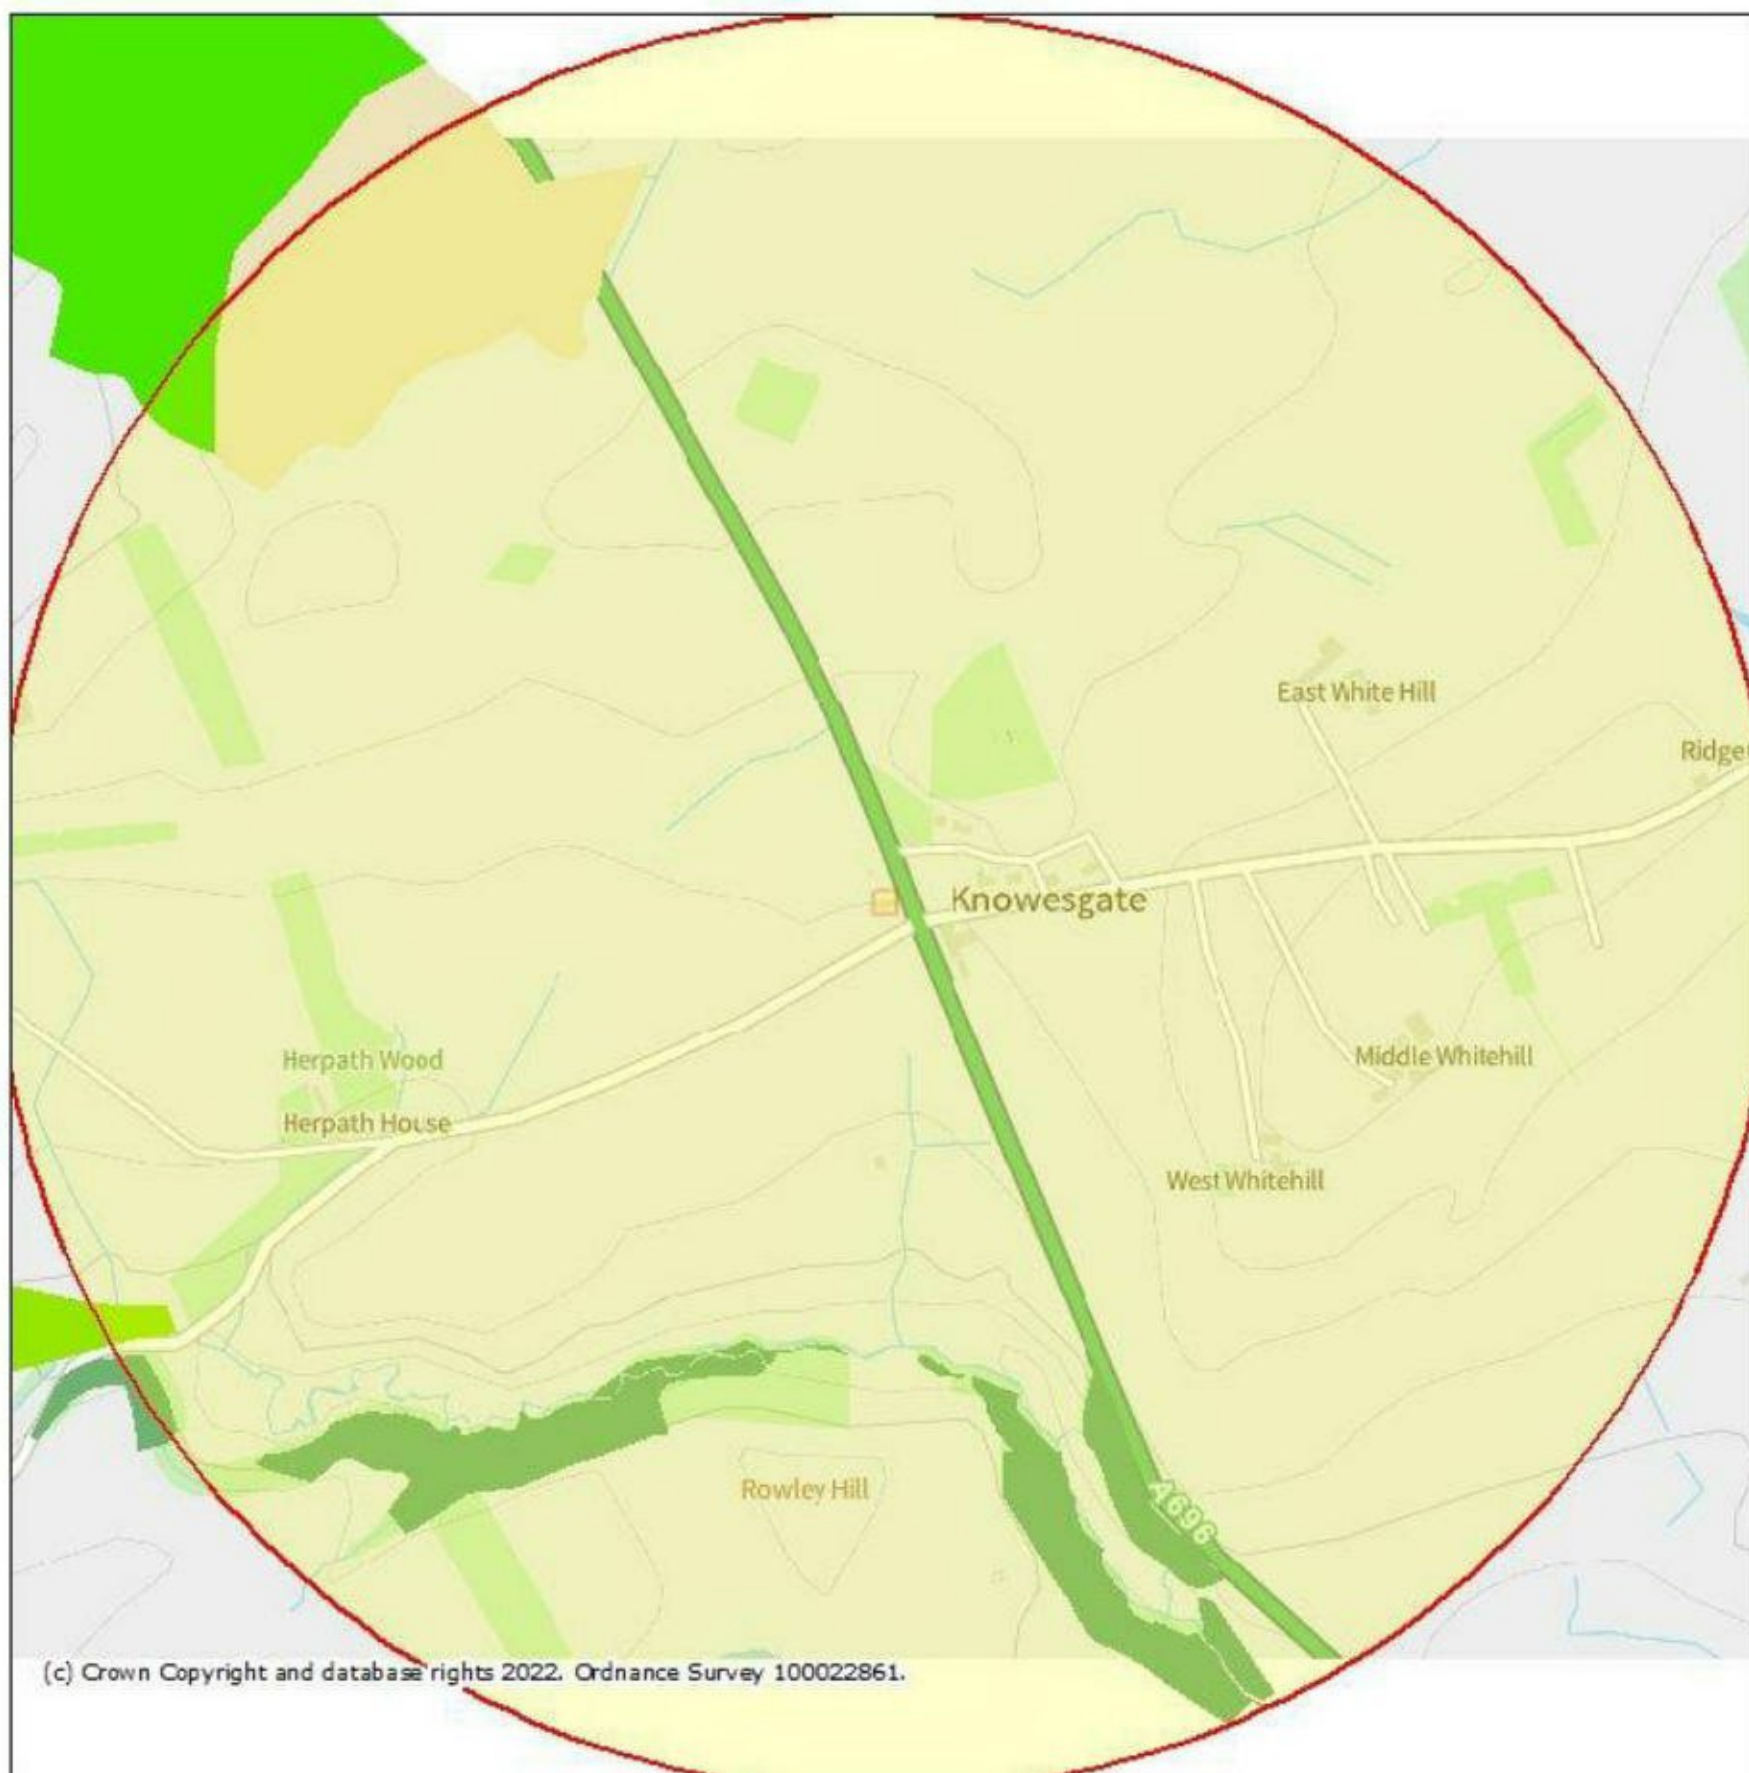 East White Hill
Ridge
Knowesgate
Herpath Wood
Middle Whitehill
Herpath House
West Whitehill
Rowley Hill
A696
(c) Crown Copyright and database rights 2022. Ordnance Survey 100022861.